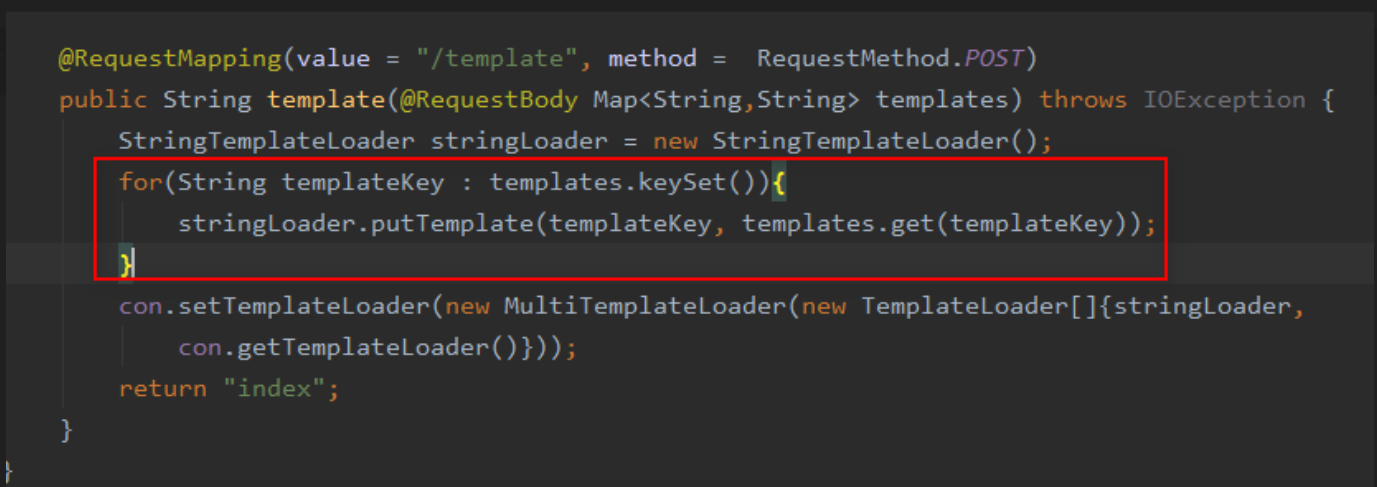 @RequestMapping(value = "/template", method =  RequestMethod.POST)
public String template(@RequestBody Map<String,String> templates) throws IOException {
StringTemplateLoader stringLoader = new StringTemplateLoader();
for(String templateKey : templates.keySet()){
stringLoader.putTemplate(templateKey, templates.get(templateKey));
}
con.setTemplateLoader(new MultiTemplateLoader(new TemplateLoader[]{stringLoader,
con.getTemplateLoader()}));
return "index";
}
}